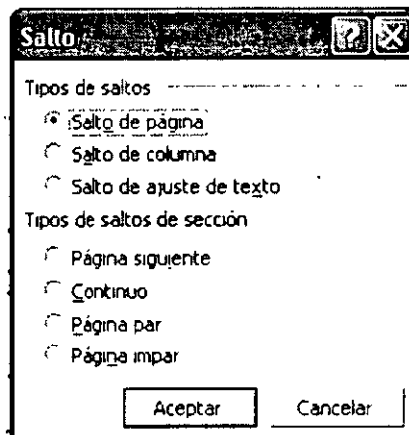 Salto
Tipos de saltos
Salto de página
Salto de columna
Salto de ajuste de texto
Tipos de saltos de sección
Página siguiente
Continuo
Página par
Página impar
Aceptar
Cancelar